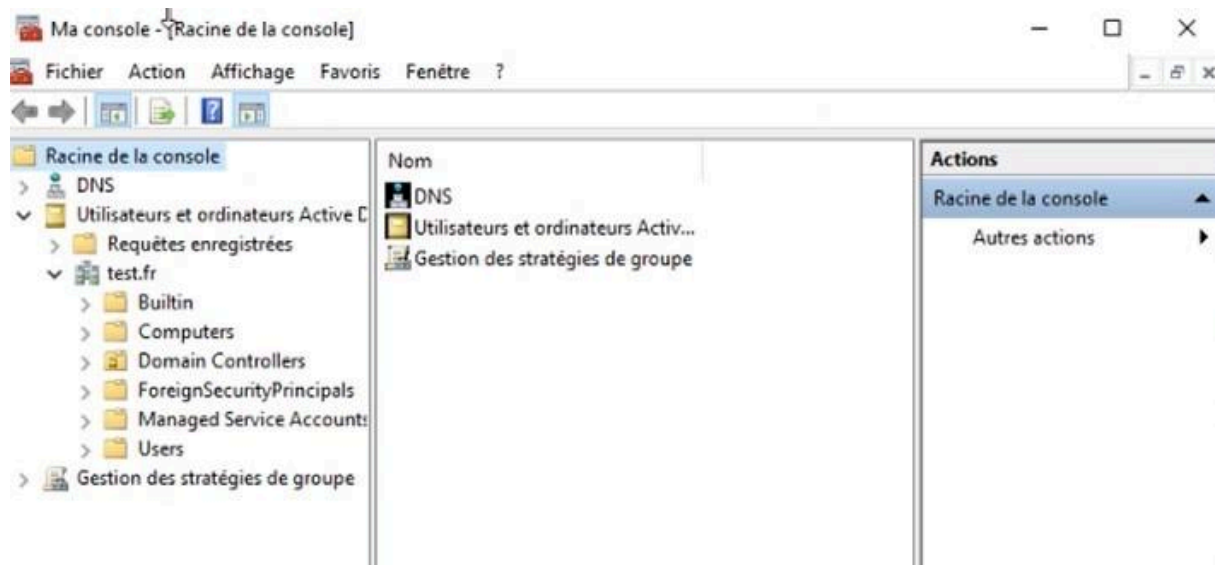 Ma console - [Racine de la console]
Fichier Action Affichage Favoris Fenêtre ?
Racine de la console
DNS
Utilisateurs et ordinateurs Active D
Requêtes enregistrées
test.fr
Builtin
Computers
Domain Controllers
ForeignSecurityPrincipals
Managed Service Accounts
Users
Gestion des stratégies de groupe
Nom
DNS
Utilisateurs et ordinateurs Activ...
Gestion des stratégies de groupe
Actions
Racine de la console
Autres actions